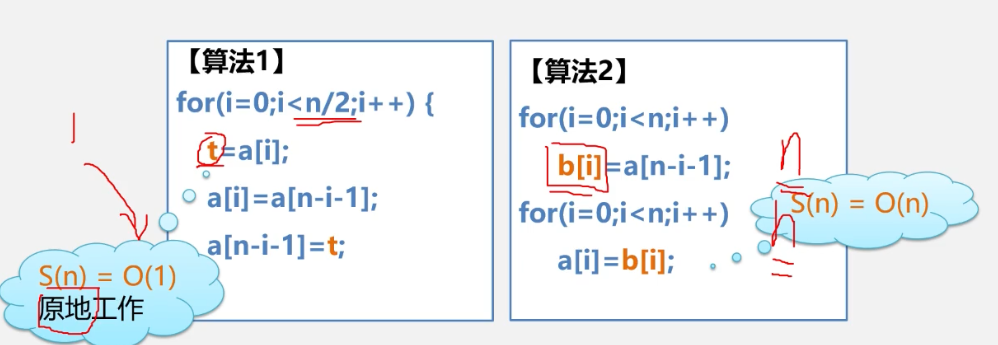 【算法1】
for(i=0;i<n/2;i++) {
t=a[i];
a[i]=a[n-i-1];
a[n-i-1]=t;
S(n) = O(1)
原地工作
【算法2】
for(i=0;i<n;i++)
b[i]=a[n-i-1];
for(i=0;i<n;i++)
a[i]=b[i];
n
S(n) = O(n)
n